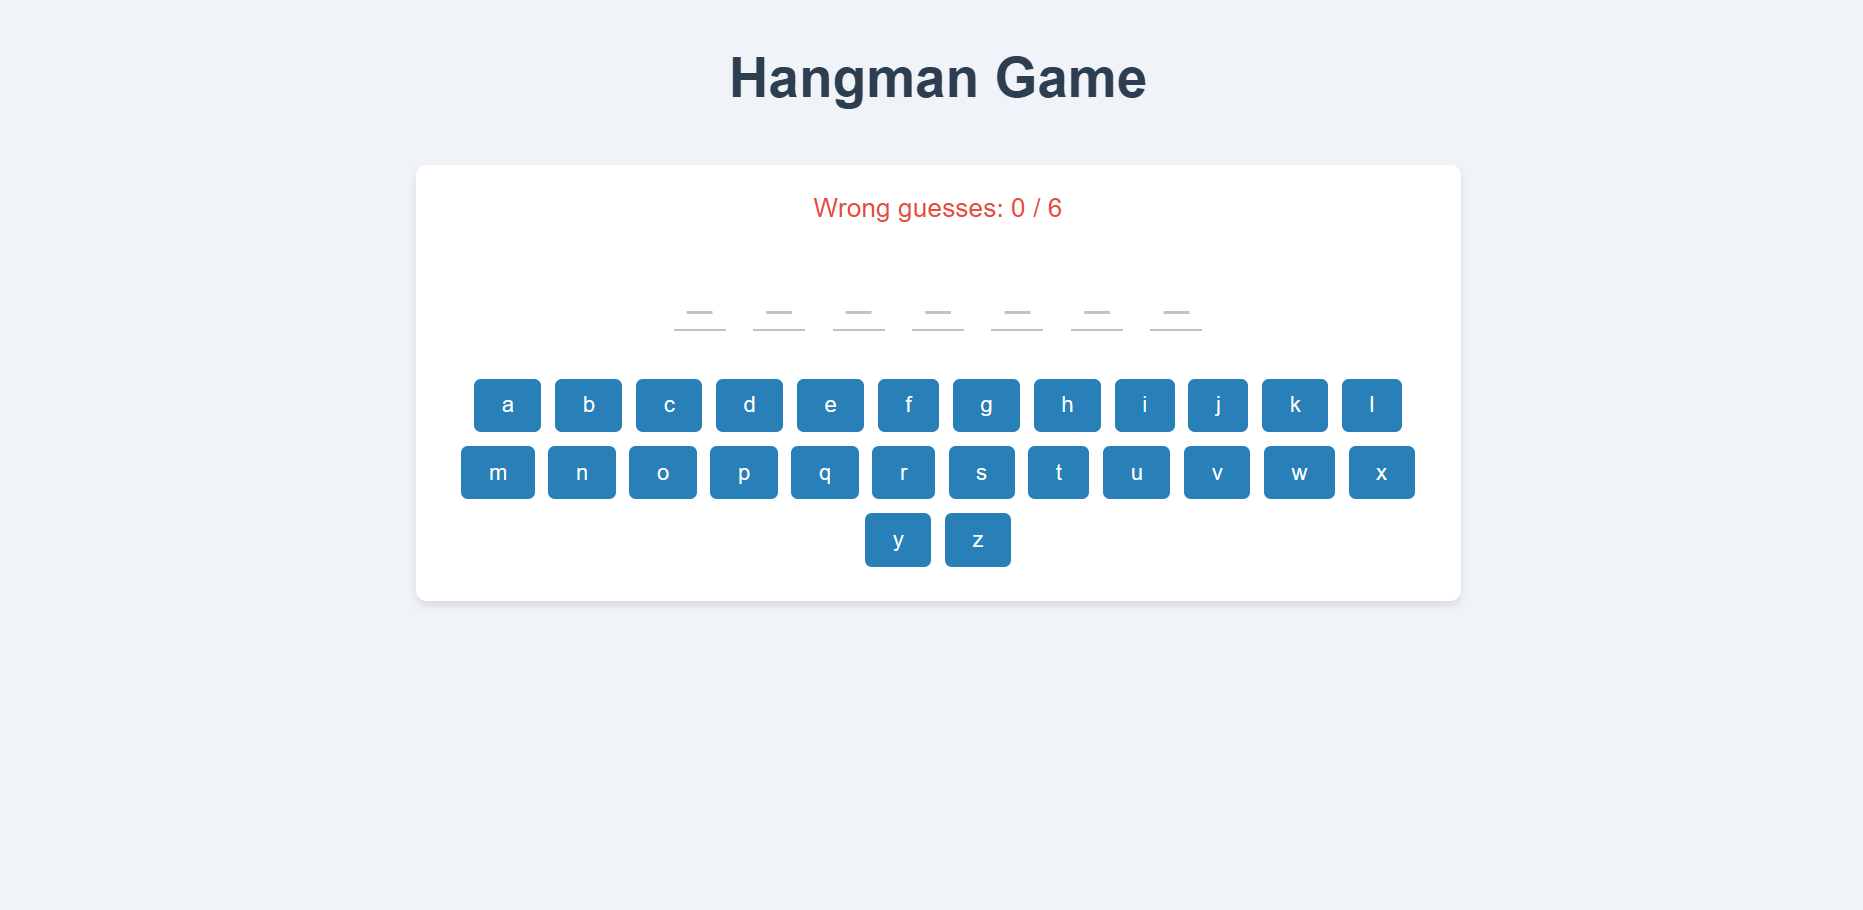 Hangman Game
Wrong guesses: 0 / 6
_ _ _ _ _ _ _
a b c d e f g h i j k l
m n o p q r s t u v w x
y z